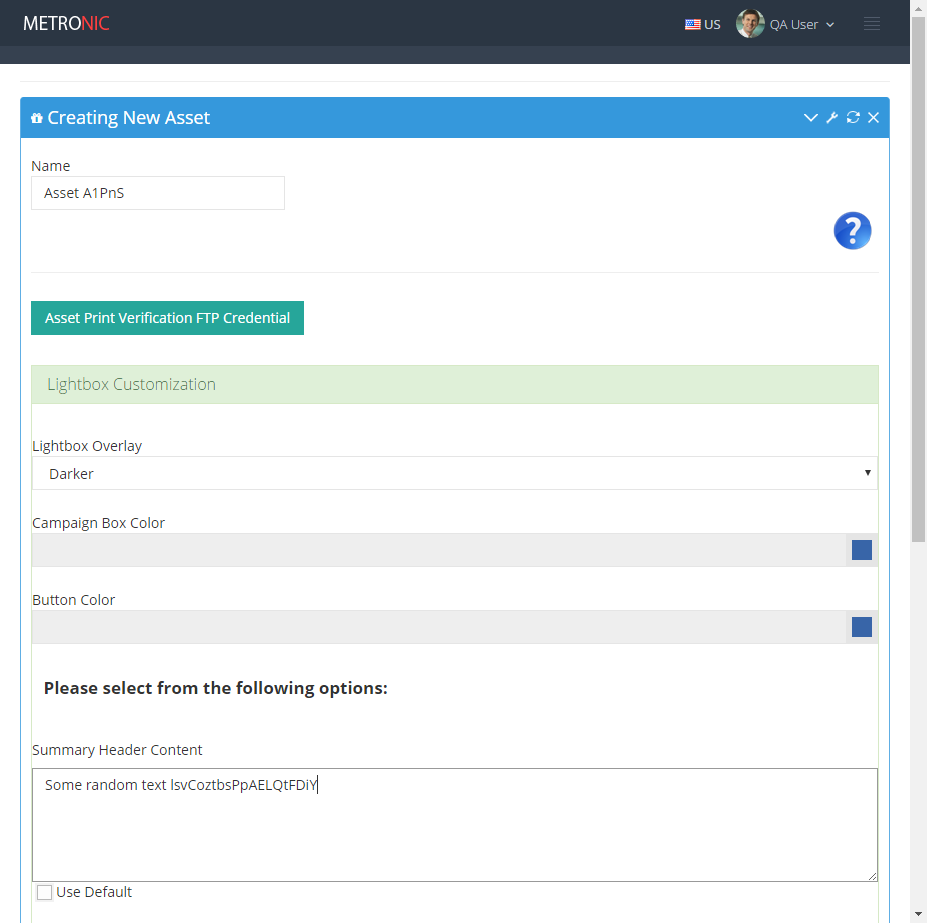 METRONIC
US
QA User
Creating New Asset
Name
Asset A1PnS
?
Asset Print Verification FTP Credential
Lightbox Customization
Lightbox Overlay
Darker
Campaign Box Color
Button Color
Please select from the following options:
Summary Header Content
Some random text lsvCoztbsPpAELQtFDiY
Use Default